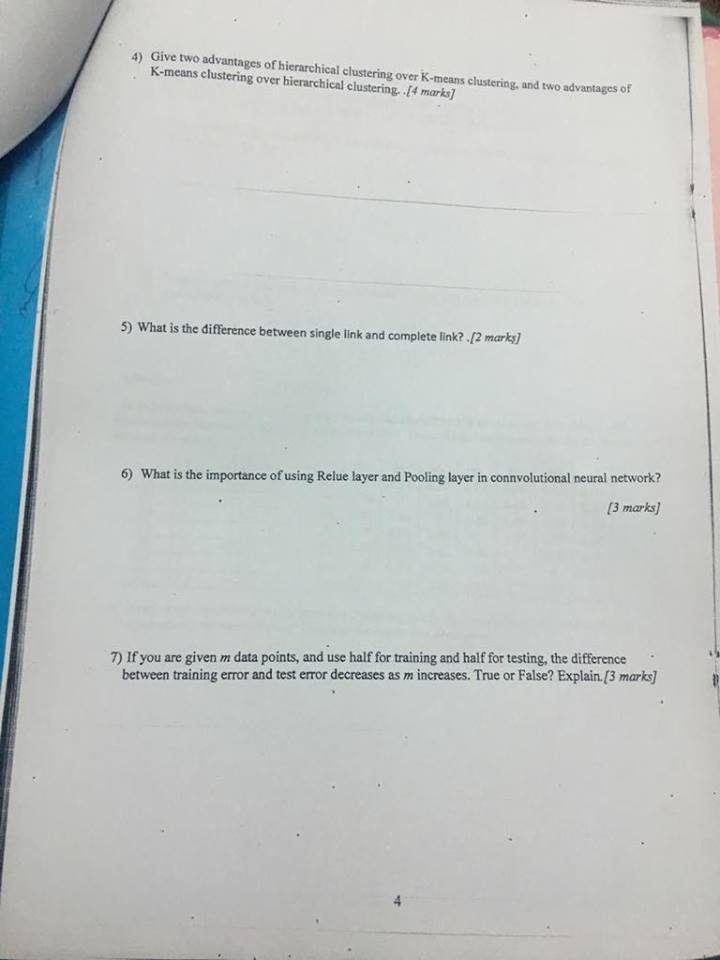 4) Give two advantages of hierarchical clustering over K-means clustering, and two advantages of
K-means clustering over hierarchical clustering. .[4 marks]
5) What is the difference between single link and complete link? .[2 marks]
6) What is the importance of using Relue layer and Pooling layer in connvolutional neural network?
[3 marks]
7) If you are given m data points, and use half for training and half for testing, the difference
between training error and test error decreases as m increases. True or False? Explain.[3 marks]
4